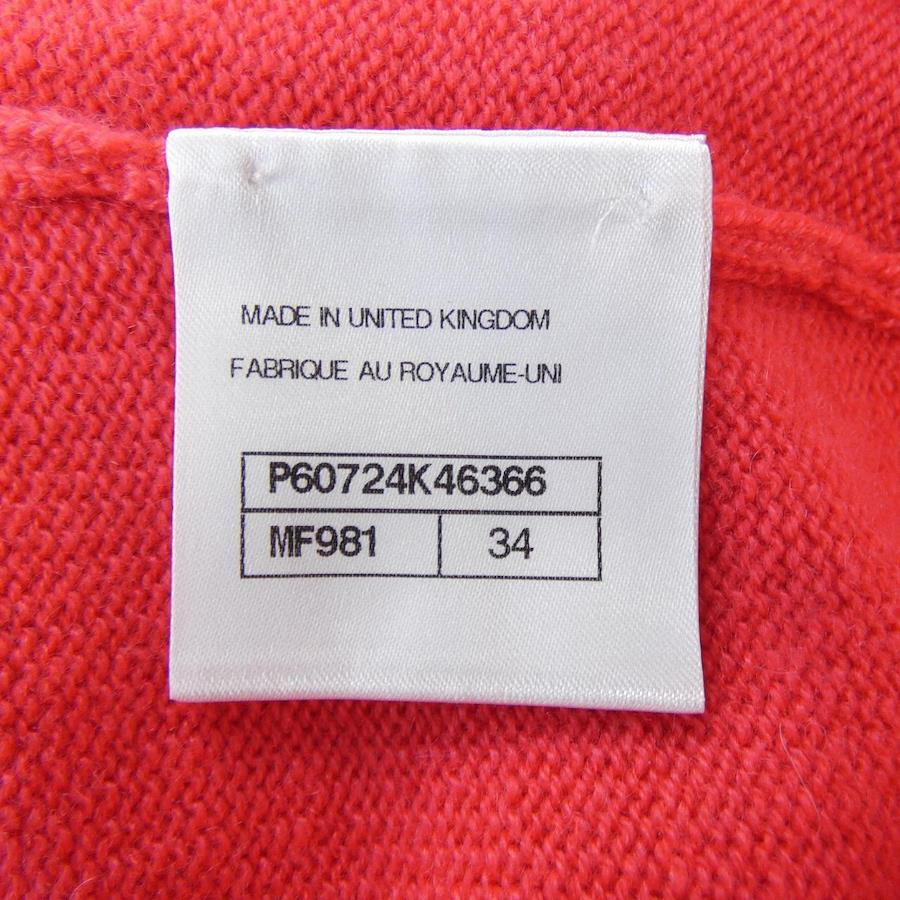 MADE IN UNITED KINGDOM
FABRIQUE AU ROYAUME-UNI
P60724K46366
MF981 34